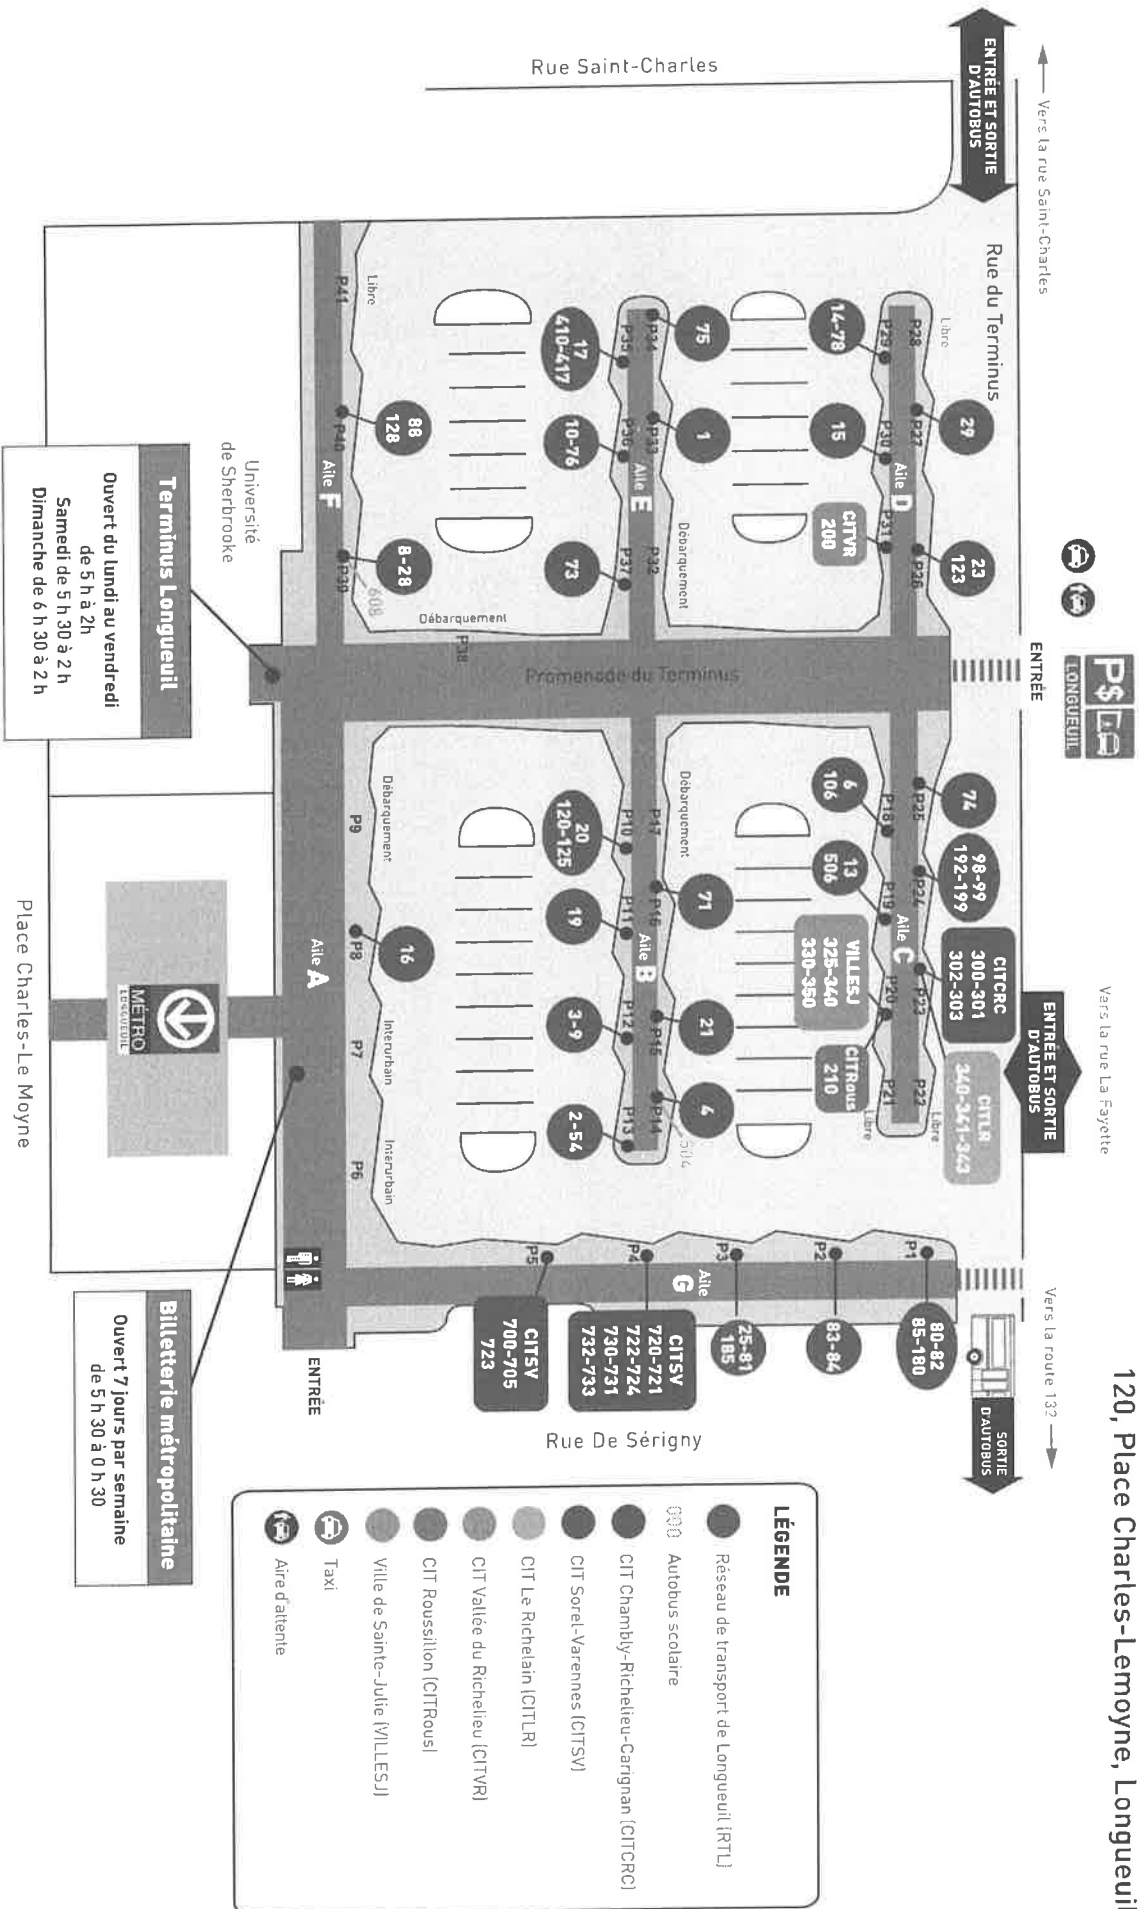 120, Place Charles-Lemoyne, Longueuil
← Vers la rue Saint-Charles
Vers la rue La Fayette
Vers la route 132 →
ENTRÉE ET SORTIE
D'AUTOBUS
P$
LONGUEUIL
ENTRÉE
ENTRÉE ET SORTIE
D'AUTOBUS
SORTIE
D'AUTOBUS
Rue Saint-Charles
Rue du Terminus
Libre
P28
P27
29
P26
23
123
P25
74
P24
98-99
192-199
P23
CITCRC
300-301
302-303
CITLR
340-341-343
P22
Libre
Aile D
Aile C
P29
14-78
P30
15
P31
CITVR
200
P18
6
106
P19
13
506
P20
VILLESJ
325-340
330-350
CITRous
210
P21
Libre
P1
80-82
85-180
P2
83-84
P3
25-81
185
P4
CITSV
720-721
722-724
730-731
732-733
P5
CITSV
700-705
723
Aile G
75
P34
1
P33
Débarquement
P32
Débarquement
P17
71
P16
21
P15
4
P14
504
Aile E
Aile B
P35
17
410-417
P36
10-76
P37
73
P10
20
120-125
P11
19
P12
3-9
P13
2-54
Promenade du Terminus
Débarquement
P38
Libre
P41
88
128
P40
8-28
P39
608
Aile F
Débarquement
P9
16
P8
Interurbain
P7
Interurbain
P6
Aile A
ENTRÉE
Rue De Sérigny
Université
de Sherbrooke
MÉTRO
LONGUEUIL
Place Charles-Le Moyne
Terminus Longueuil
Ouvert du lundi au vendredi
de 5 h à 2h
Samedi de 5 h 30 à 2 h
Dimanche de 6 h 30 à 2 h
Billetterie métropolitaine
Ouvert 7 jours par semaine
de 5 h 30 à 0 h 30
LÉGENDE
Réseau de transport de Longueuil (RTL)
000 Autobus scolaire
CIT Chambly-Richelieu-Carignan (CITCRC)
CIT Sorel-Varennes (CITSV)
CIT Le Richelain (CITLR)
CIT Vallée du Richelieu (CITVR)
CIT Roussillon (CITRous)
Ville de Sainte-Julie (VILLESJ)
Taxi
Aire d'attente